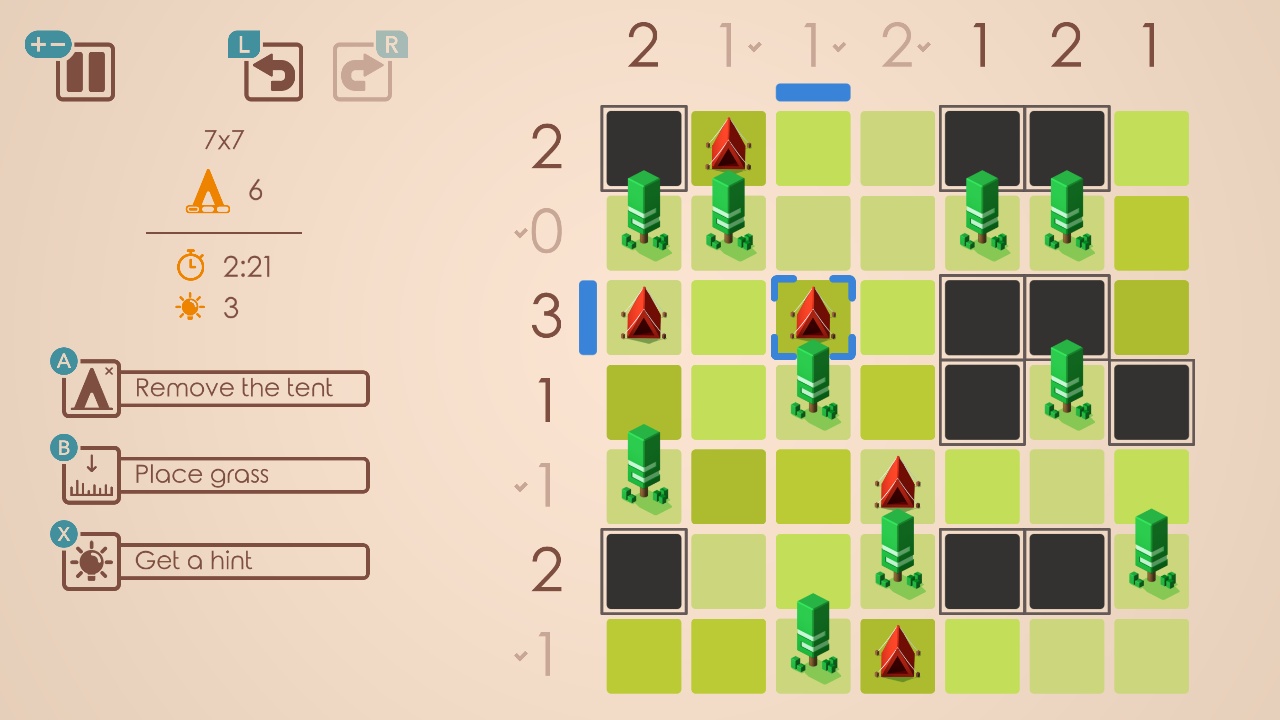 + -
L
R
2 1 1 2 1 2 1
7x7
2
6
0
2:21
3
3
A
Remove the tent
1
B
Place grass
1
X
Get a hint
2
1